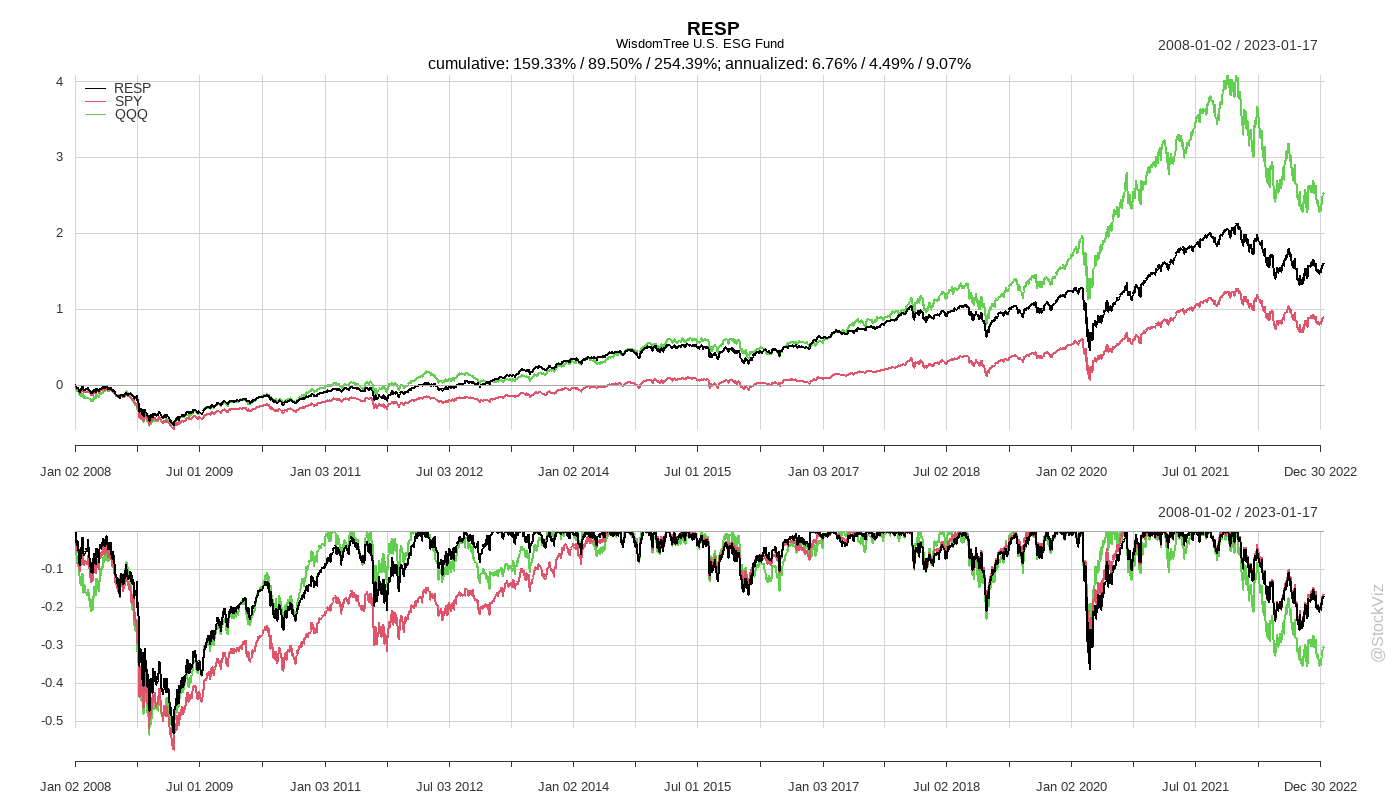 RESP
WisdomTree U.S. ESG Fund
2008-01-02 / 2023-01-17
cumulative: 159.33% / 89.50% / 254.39%; annualized: 6.76% / 4.49% / 9.07%
RESP
SPY
QQQ
4
3
2
1
0
Jan 02 2008 Jul 01 2009 Jan 03 2011 Jul 03 2012 Jan 02 2014 Jul 01 2015 Jan 03 2017 Jul 02 2018 Jan 02 2020 Jul 01 2021 Dec 30 2022
2008-01-02 / 2023-01-17
-0.1
-0.2
-0.3
-0.4
-0.5
Jan 02 2008 Jul 01 2009 Jan 03 2011 Jul 03 2012 Jan 02 2014 Jul 01 2015 Jan 03 2017 Jul 02 2018 Jan 02 2020 Jul 01 2021 Dec 30 2022
@StockViz